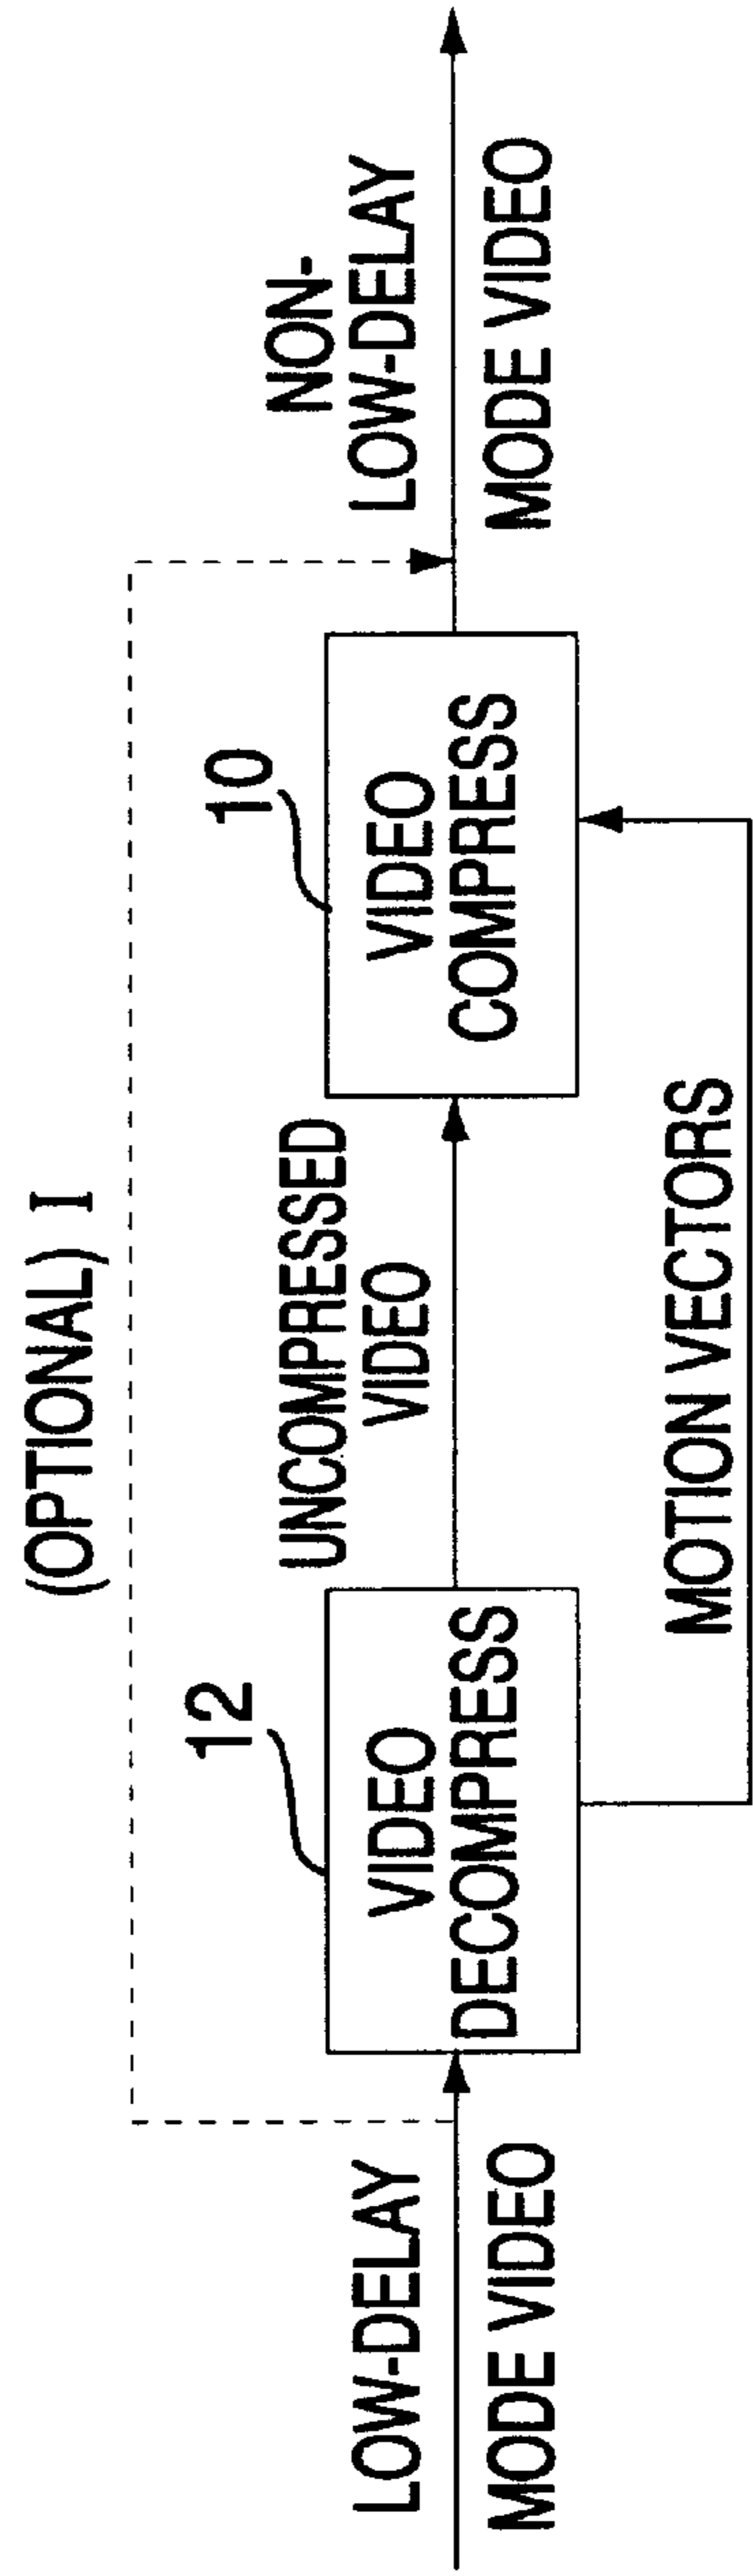 (OPTIONAL) I
LOW-DELAY
MODE VIDEO
12
VIDEO
DECOMPRESS
UNCOMPRESSED
VIDEO
MOTION VECTORS
10
VIDEO
COMPRESS
NON-
LOW-DELAY
MODE VIDEO